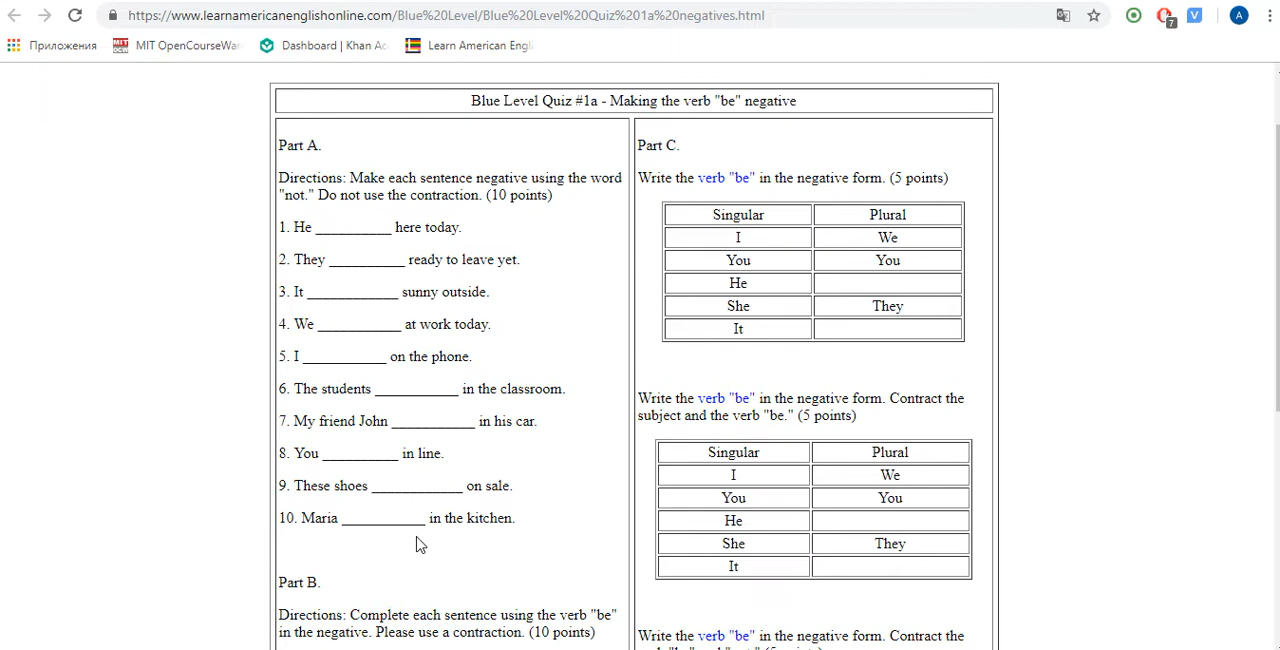 https://www.learnamericanenglishonline.com/Blue%20Level/Blue%20Level%20Quiz%201a%20negatives.html
7
A
Приложения
MIT OpenCourseWar
Dashboard | Khan Ac
Learn American Engli
Blue Level Quiz #1a - Making the verb "be" negative
Part A.
Directions: Make each sentence negative using the word
"not." Do not use the contraction. (10 points)
1. He __________ here today.
2. They __________ ready to leave yet.
3. It ____________ sunny outside.
4. We ___________ at work today.
5. I ___________ on the phone.
6. The students ___________ in the classroom.
7. My friend John ___________ in his car.
8. You __________ in line.
9. These shoes ____________ on sale.
10. Maria ___________ in the kitchen.
Part B.
Directions: Complete each sentence using the verb "be"
in the negative. Please use a contraction. (10 points)
Part C.
Write the verb "be" in the negative form. (5 points)
Singular Plural
I We
You You
He
She They
It
Write the verb "be" in the negative form. Contract the
subject and the verb "be." (5 points)
Singular Plural
I We
You You
He
She They
It
Write the verb "be" in the negative form. Contract the